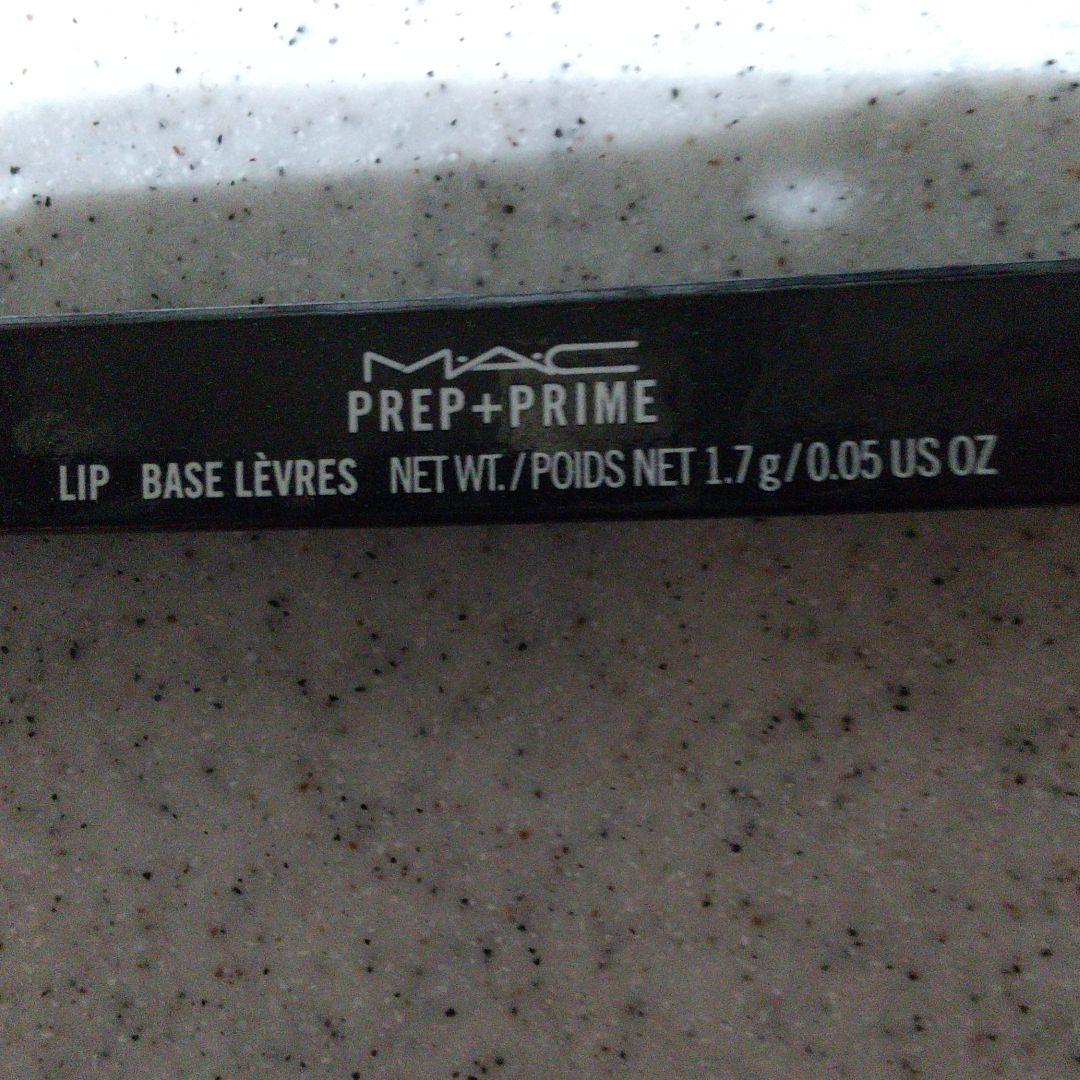 M·A·C
PREP+PRIME
LIP BASE LÈVRES NET WT./POIDS NET 1.7 g/0.05 US OZ